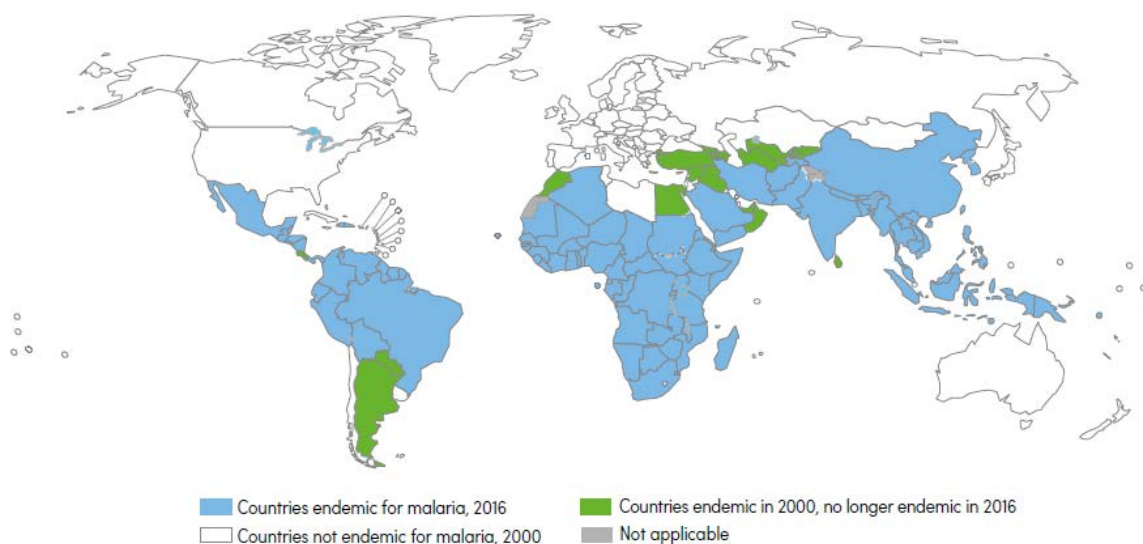 Countries endemic for malaria, 2016
Countries endemic in 2000, no longer endemic in 2016
Countries not endemic for malaria, 2000
Not applicable